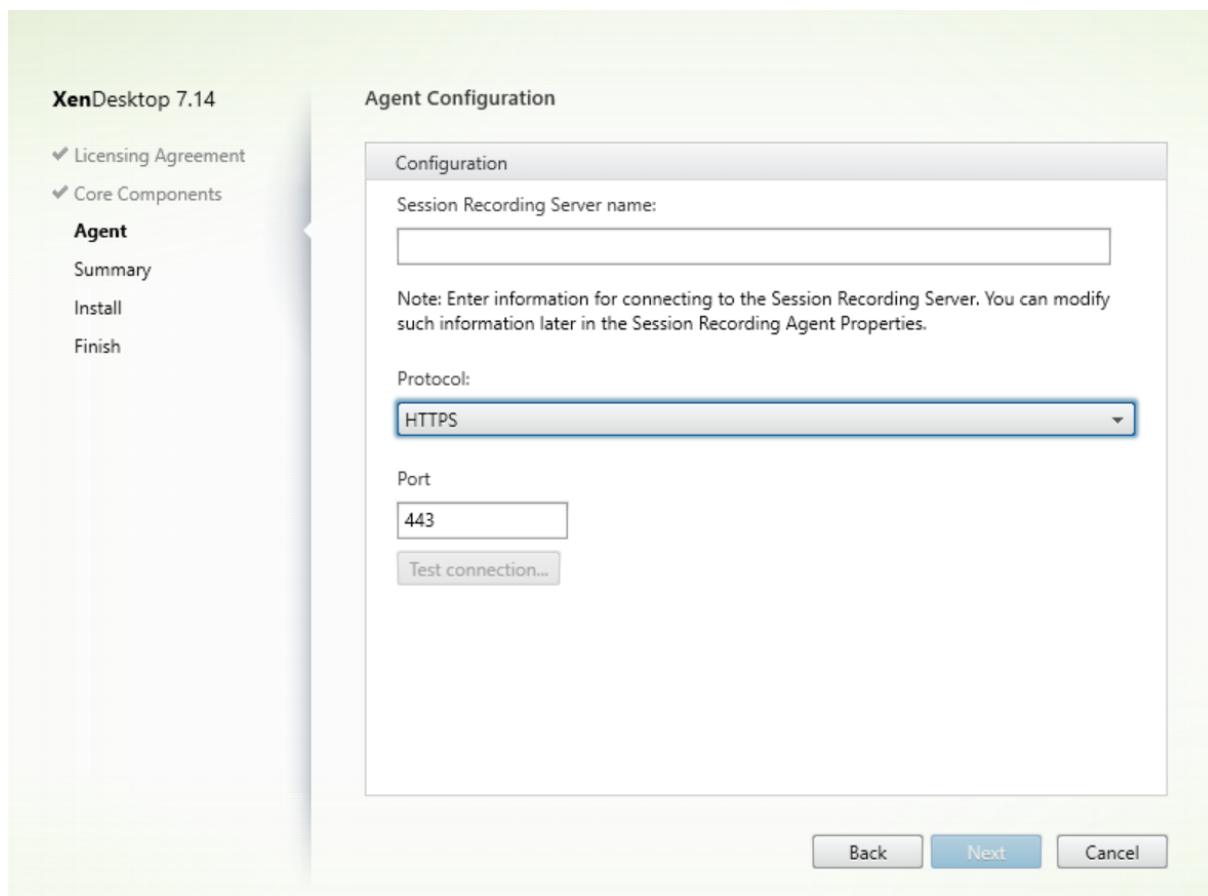 XenDesktop 7.14
Licensing Agreement
Core Components
Agent
Summary
Install
Finish
Agent Configuration
Configuration
Session Recording Server name:
Note: Enter information for connecting to the Session Recording Server. You can modify
such information later in the Session Recording Agent Properties.
Protocol:
HTTPS
Port
443
Test connection...
Back
Next
Cancel